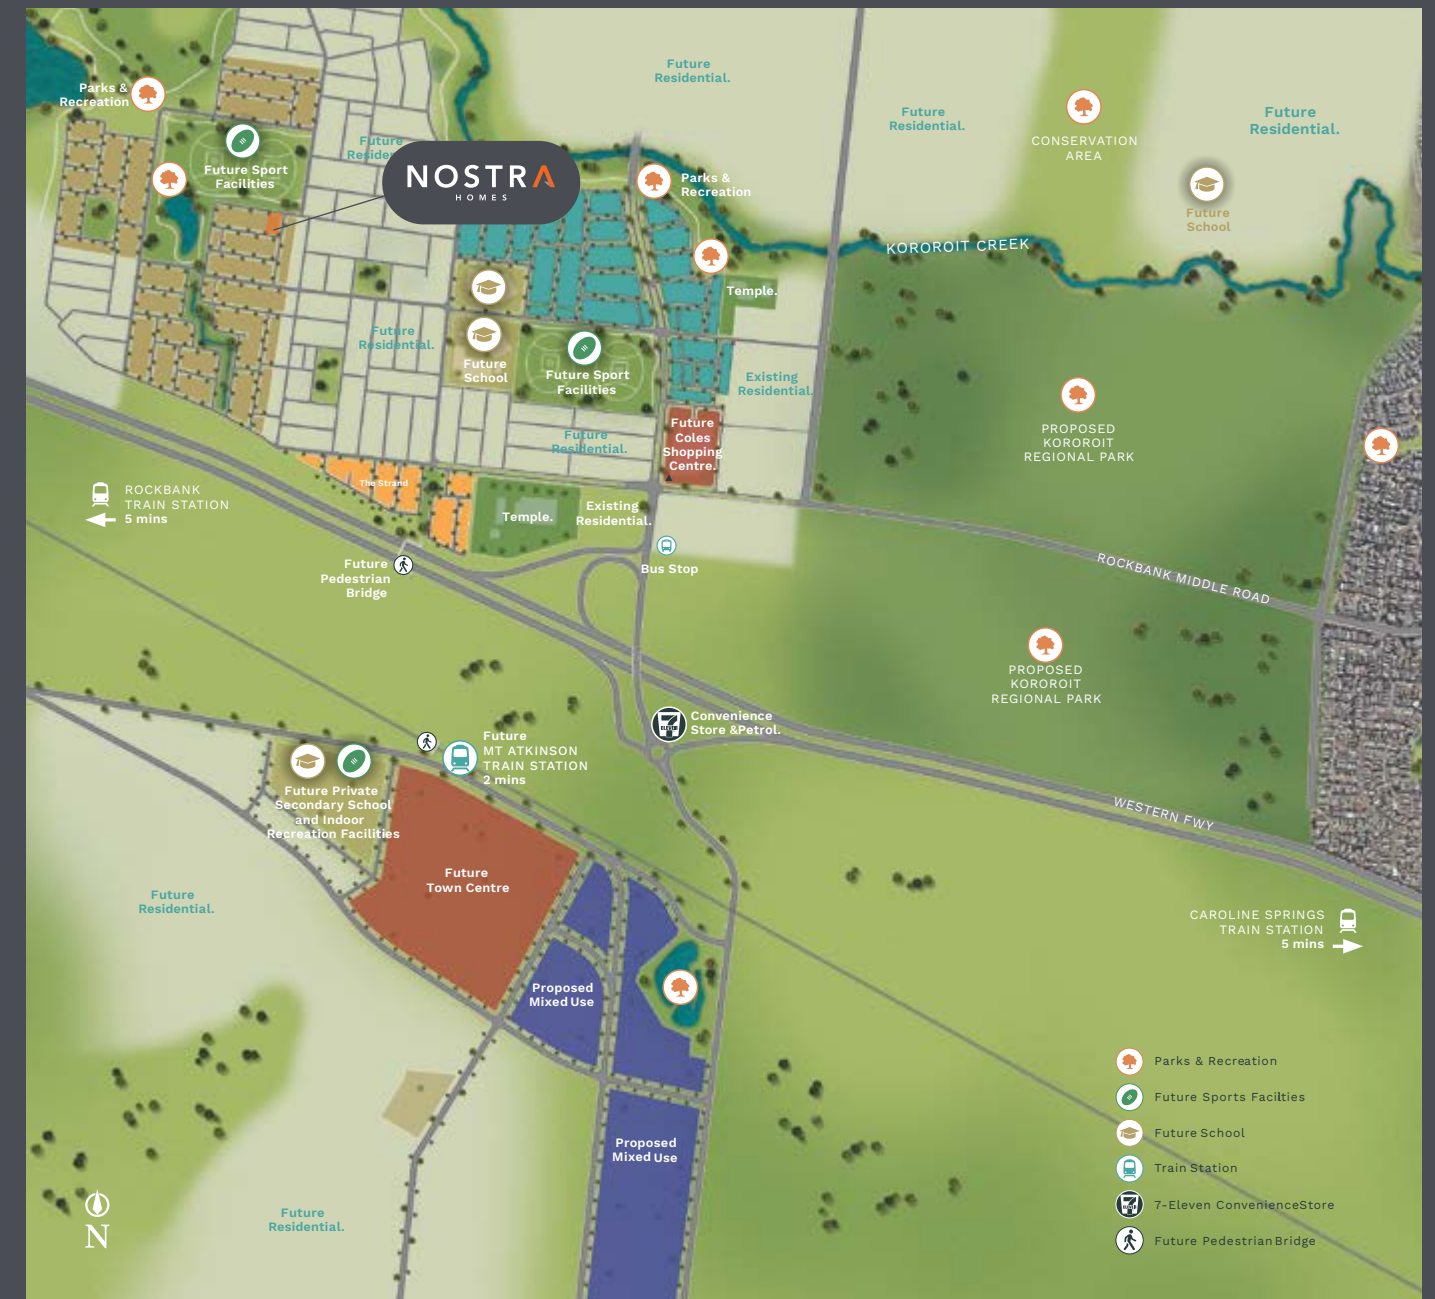 Future
Residential.
Parks &
Recreation
Future
Residential.
CONSERVATION
AREA
Future
Residential.
Future Sport
Facilities
Future
NOSTRA
HOMES
Parks &
Recreation
Future
School
KOROROIT CREEK
Temple.
Future
Residential.
Future
School
Future Sport
Facilities
Existing
Residential.
PROPOSED
KOROROIT
REGIONAL PARK
Future
Residential.
Future
Coles
Shopping
Centre.
The Strand
ROCKBANK
TRAIN STATION
5 mins
Temple.
Existing
Residential.
Bus Stop
Future
Pedestrian
Bridge
ROCKBANK MIDDLE ROAD
PROPOSED
KOROROIT
REGIONAL PARK
7
ELEVEN
Convenience
Store &Petrol.
Future
MT ATKINSON
TRAIN STATION
2 mins
Future Private
Secondary School
and Indoor
Recreation Facilities
WESTERN FWY
Future
Town Centre
Future
Residential.
CAROLINE SPRINGS
TRAIN STATION
5 mins
Proposed
Mixed Use
Proposed
Mixed Use
Future
Residential.
N
Parks & Recreation
Future Sports Facilties
Future School
Train Station
7
ELEVEN
7-Eleven ConvenienceStore
Future Pedestrian Bridge